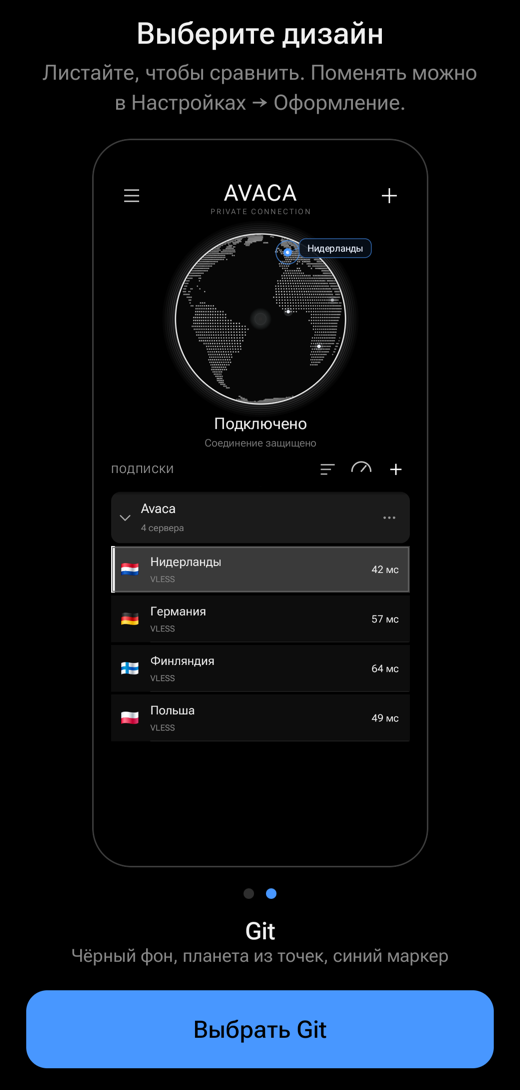 Выберите дизайн
Листайте, чтобы сравнить. Поменять можно
в Настройках → Оформление.
AVACA
PRIVATE CONNECTION
Нидерланды
Подключено
Соединение защищено
ПОДПИСКИ
Avaca
4 сервера
Нидерланды
VLESS
42 мс
Германия
VLESS
57 мс
Финляндия
VLESS
64 мс
Польша
VLESS
49 мс
Git
Чёрный фон, планета из точек, синий маркер
Выбрать Git